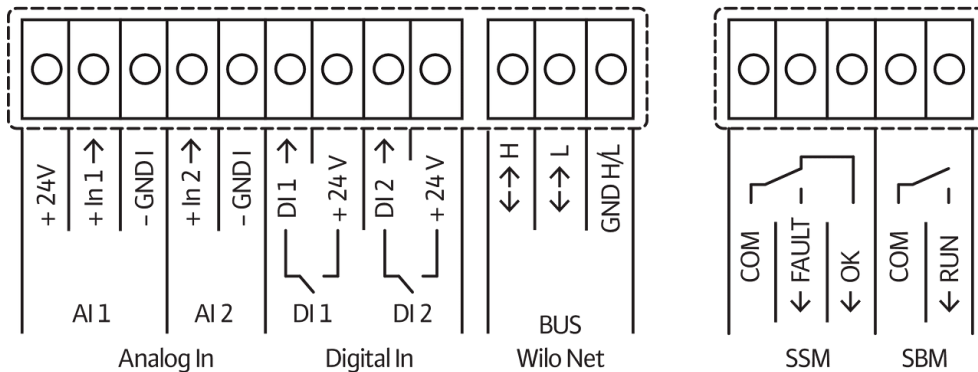 + 24V
+ In 1 →
- GND I
+ In 2 →
- GND I
DI 1 →
+ 24 V
DI 2 →
+ 24 V
H
L
GND H/L
COM
← FAULT
← OK
COM
← RUN
AI 1
AI 2
DI 1
DI 2
BUS
Analog In
Digital In
Wilo Net
SSM
SBM